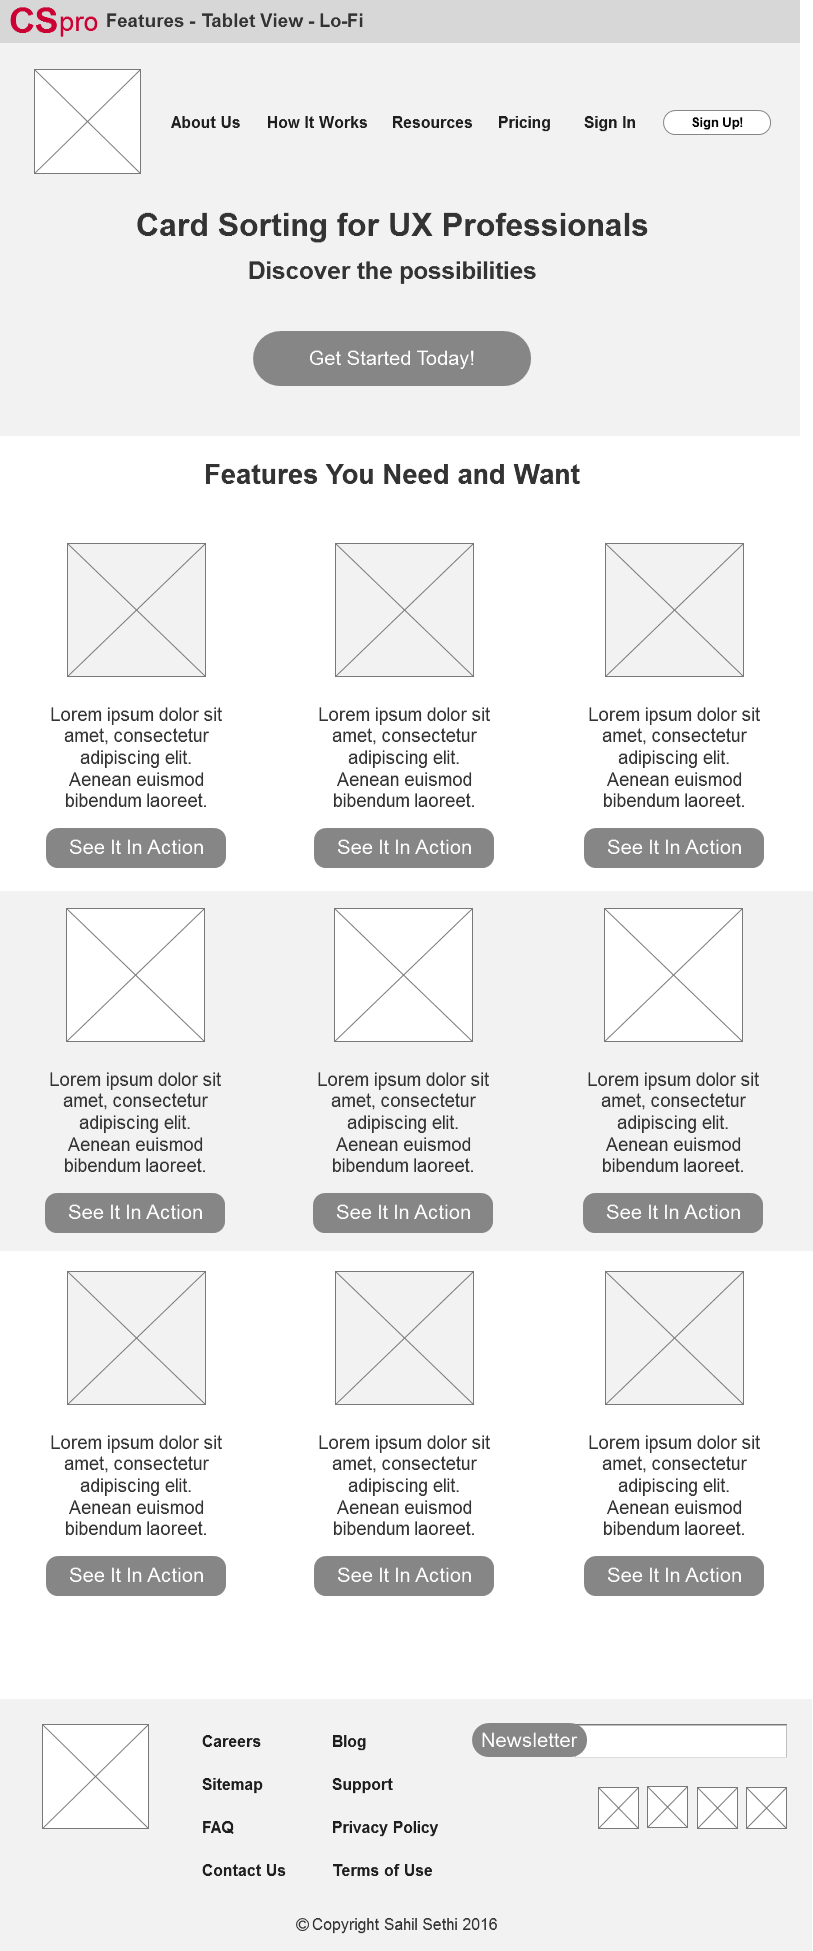 CSpro Features - Tablet View - Lo-Fi
About Us How It Works Resources Pricing Sign In Sign Up!
Card Sorting for UX Professionals
Discover the possibilities
Get Started Today!
Features You Need and Want
Lorem ipsum dolor sit
amet, consectetur
adipiscing elit.
Aenean euismod
bibendum laoreet.
See It In Action
Lorem ipsum dolor sit
amet, consectetur
adipiscing elit.
Aenean euismod
bibendum laoreet.
See It In Action
Lorem ipsum dolor sit
amet, consectetur
adipiscing elit.
Aenean euismod
bibendum laoreet.
See It In Action
Lorem ipsum dolor sit
amet, consectetur
adipiscing elit.
Aenean euismod
bibendum laoreet.
See It In Action
Lorem ipsum dolor sit
amet, consectetur
adipiscing elit.
Aenean euismod
bibendum laoreet.
See It In Action
Lorem ipsum dolor sit
amet, consectetur
adipiscing elit.
Aenean euismod
bibendum laoreet.
See It In Action
Lorem ipsum dolor sit
amet, consectetur
adipiscing elit.
Aenean euismod
bibendum laoreet.
See It In Action
Lorem ipsum dolor sit
amet, consectetur
adipiscing elit.
Aenean euismod
bibendum laoreet.
See It In Action
Lorem ipsum dolor sit
amet, consectetur
adipiscing elit.
Aenean euismod
bibendum laoreet.
See It In Action
Careers
Sitemap
FAQ
Contact Us
Blog
Support
Privacy Policy
Terms of Use
Newsletter
© Copyright Sahil Sethi 2016